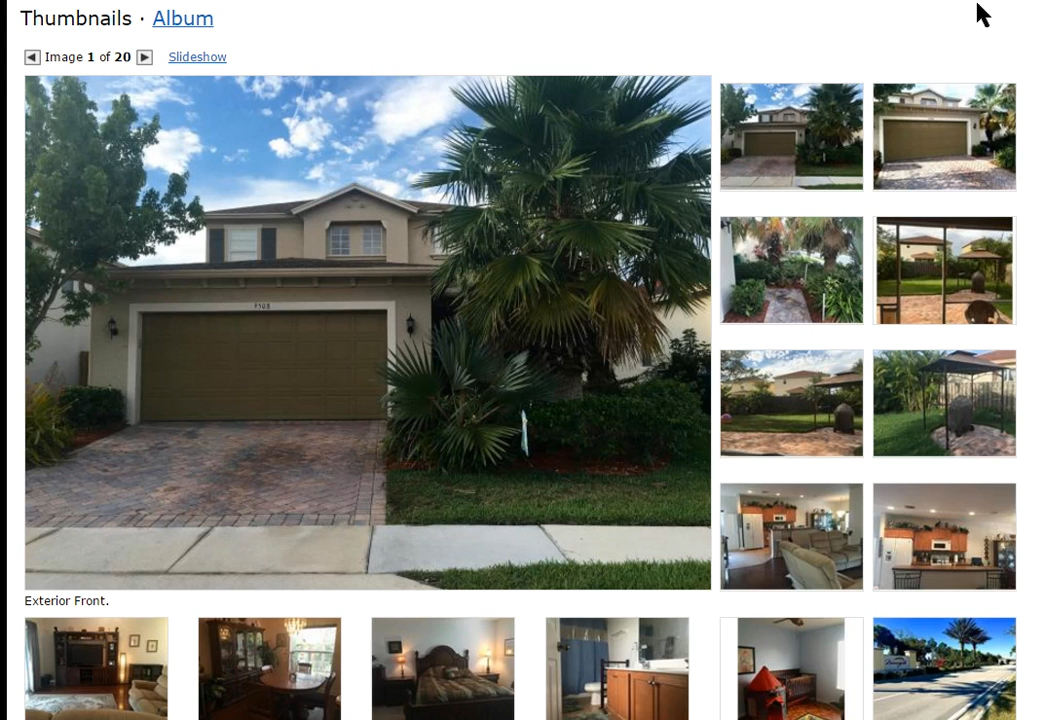 Thumbnails · Album
Image 1 of 20
Slideshow
Exterior Front.